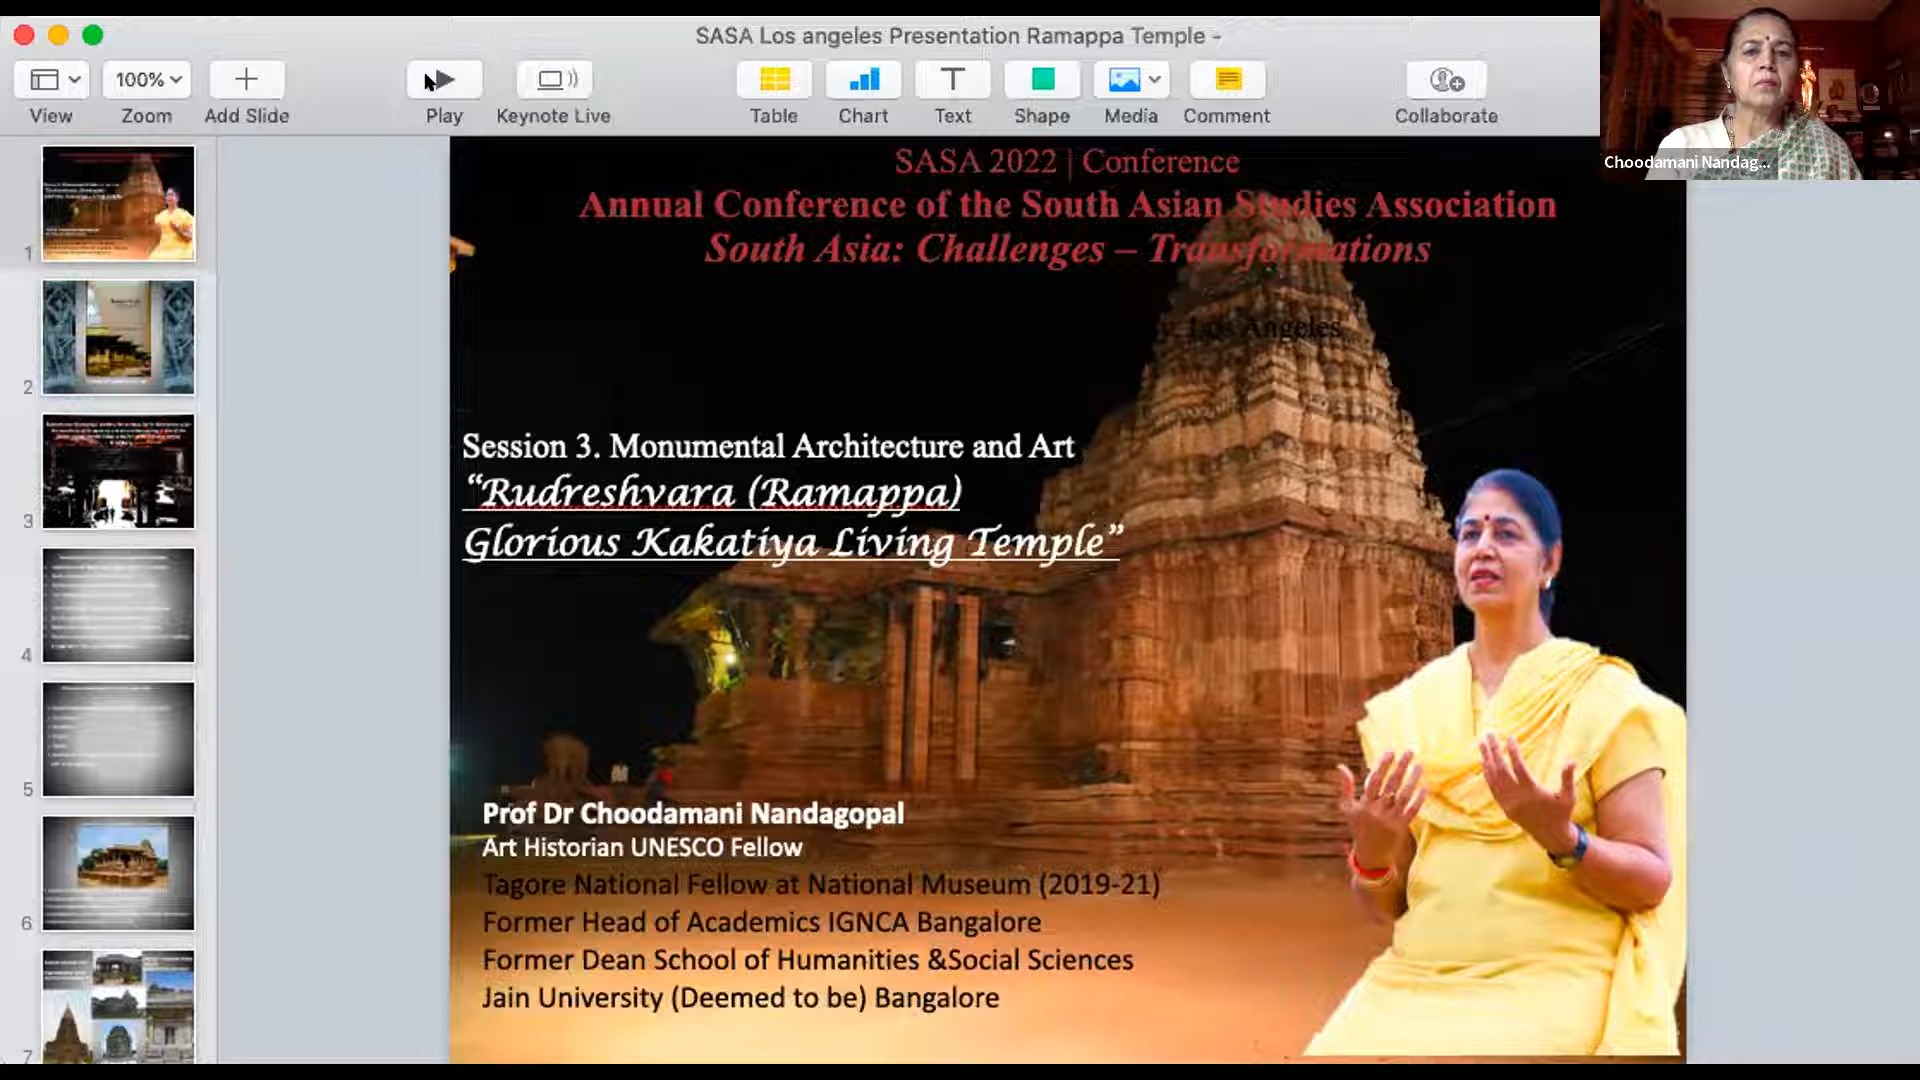 SASA Los angeles Presentation Ramappa Temple -
100%
View
Zoom
Add Slide
Play
Keynote Live
Table
Chart
Text
Shape
Media
Comment
Collaborate
Choodamani Nandag...
SASA 2022 | Conference
Annual Conference of the South Asian Studies Association
South Asia: Challenges – Transformations
Los Angeles
Session 3. Monumental Architecture and Art
“Rudreshvara (Ramappa)
Glorious Kakatiya Living Temple”
Prof Dr Choodamani Nandagopal
Art Historian UNESCO Fellow
Tagore National Fellow at National Museum (2019-21)
Former Head of Academics IGNCA Bangalore
Former Dean School of Humanities &Social Sciences
Jain University (Deemed to be) Bangalore
1
2
3
4
5
6
7